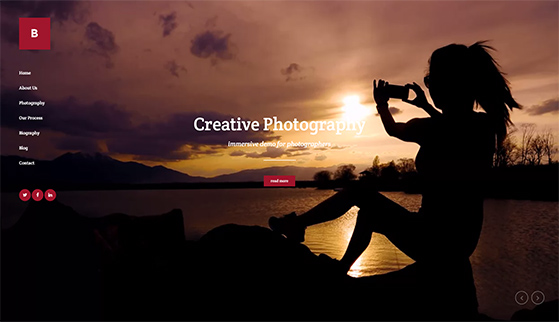 B
Home
About Us
Photography
Our Process
Biography
Blog
Contact
Creative Photography
Immersive demo for photographers
read more